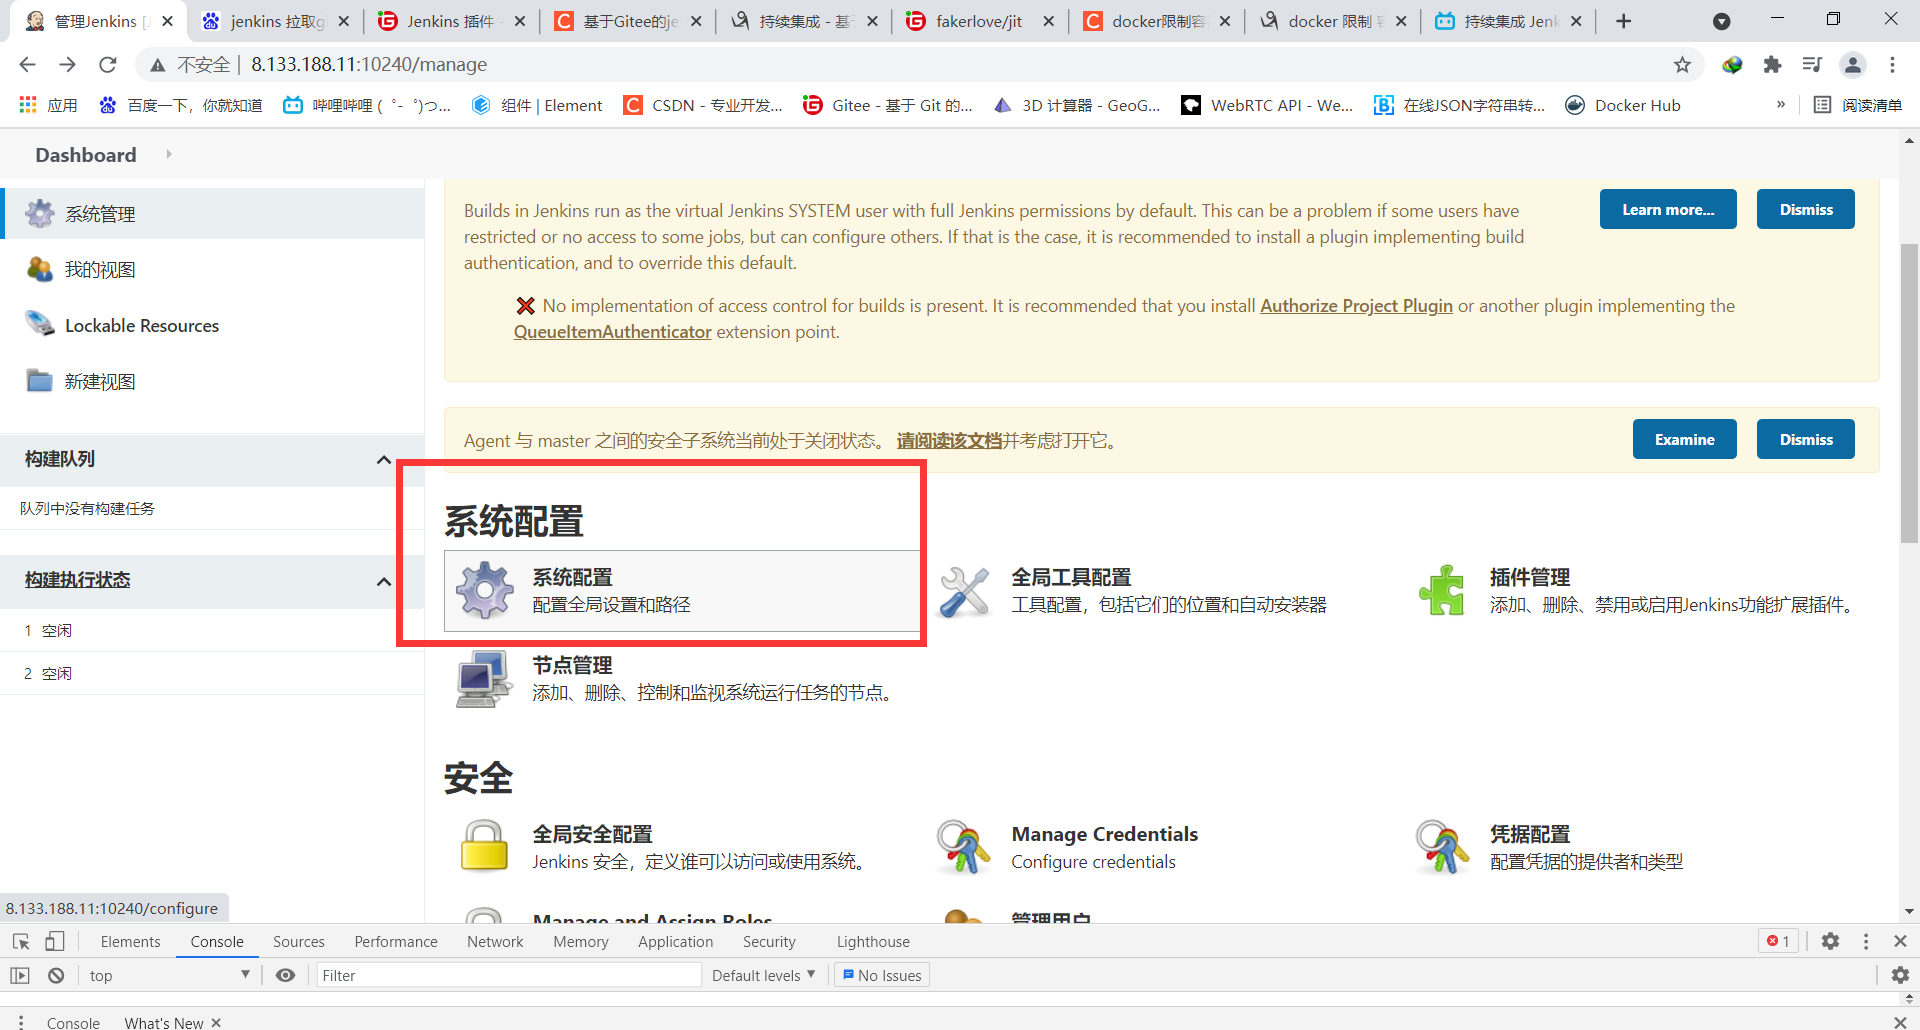 管理Jenkins [J
jenkins 拉取g
Jenkins 插件 -
基于Gitee的je
持续集成 - 基于
fakerlove/jit
docker限制容
docker 限制 容
持续集成 Jenk
不安全 | 8.133.188.11:10240/manage
应用
百度一下，你就知道
哔哩哔哩 (゜-゜)つ...
组件 | Element
CSDN - 专业开发...
Gitee - 基于 Git 的...
3D 计算器 - GeoG...
WebRTC API - We...
在线JSON字符串转...
Docker Hub
»
阅读清单
Dashboard
系统管理
我的视图
Lockable Resources
新建视图
构建队列
队列中没有构建任务
构建执行状态
1 空闲
2 空闲
Builds in Jenkins run as the virtual Jenkins SYSTEM user with full Jenkins permissions by default. This can be a problem if some users have
restricted or no access to some jobs, but can configure others. If that is the case, it is recommended to install a plugin implementing build
authentication, and to override this default.
Learn more...
Dismiss
No implementation of access control for builds is present. It is recommended that you install Authorize Project Plugin or another plugin implementing the
QueueItemAuthenticator extension point.
Agent 与 master 之间的安全子系统当前处于关闭状态。 请阅读该文档并考虑打开它。
Examine
Dismiss
系统配置
系统配置
配置全局设置和路径
全局工具配置
工具配置，包括它们的位置和自动安装器
插件管理
添加、删除、禁用或启用Jenkins功能扩展插件。
节点管理
添加、删除、控制和监视系统运行任务的节点。
安全
全局安全配置
Jenkins 安全，定义谁可以访问或使用系统。
Manage Credentials
Configure credentials
凭据配置
配置凭据的提供者和类型
Manage and Assign Roles
管理用户
8.133.188.11:10240/configure
Elements
Console
Sources
Performance
Network
Memory
Application
Security
Lighthouse
1
top
Filter
Default levels
No Issues
Console
What's New